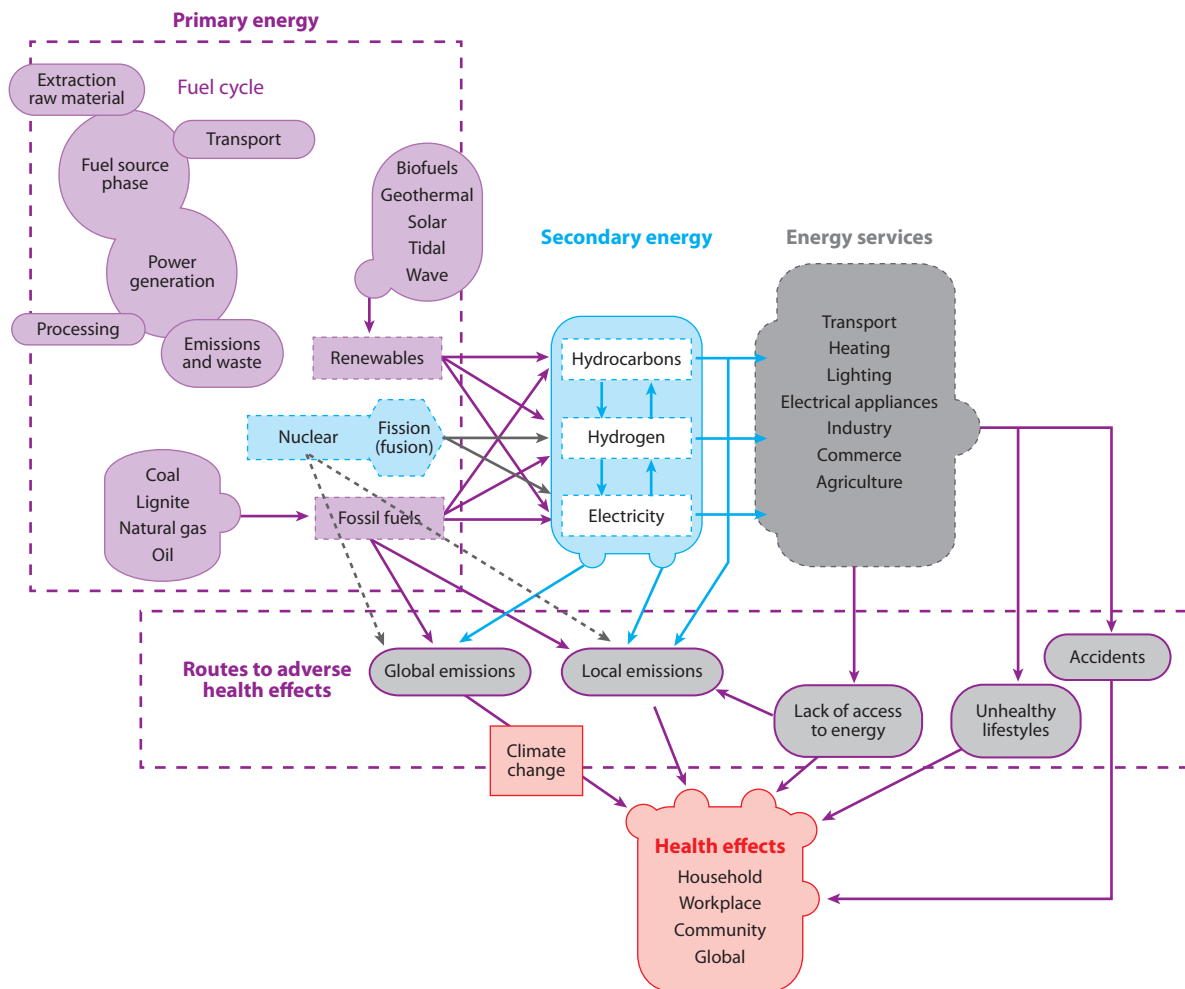 Primary energy
Extraction
raw material
Fuel cycle
Transport
Fuel source
phase
Power
generation
Processing
Emissions
and waste
Biofuels
Geothermal
Solar
Tidal
Wave
Renewables
Nuclear
Fission
(fusion)
Coal
Lignite
Natural gas
Oil
Fossil fuels
Secondary energy
Hydrocarbons
Hydrogen
Electricity
Energy services
Transport
Heating
Lighting
Electrical appliances
Industry
Commerce
Agriculture
Routes to adverse
health effects
Global emissions
Local emissions
Lack of access
to energy
Unhealthy
lifestyles
Accidents
Climate
change
Health effects
Household
Workplace
Community
Global